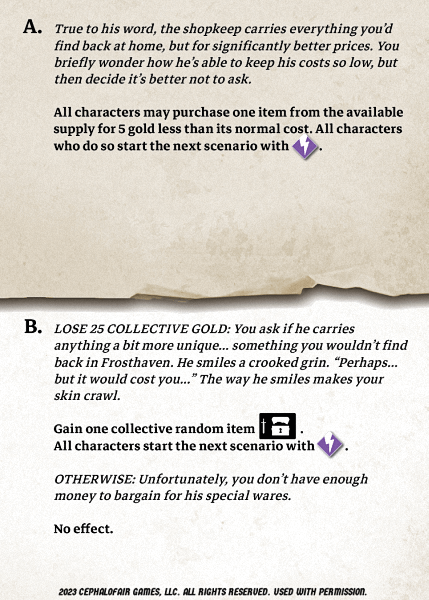 A. True to his word, the shopkeep carries everything you’d
find back at home, but for significantly better prices. You
briefly wonder how he’s able to keep his costs so low, but
then decide it’s better not to ask.
All characters may purchase one item from the available
supply for 5 gold less than its normal cost. All characters
who do so start the next scenario with .
B. LOSE 25 COLLECTIVE GOLD: You ask if he carries
anything a bit more unique... something you wouldn’t find
back in Frosthaven. He smiles a crooked grin. “Perhaps...
but it would cost you...” The way he smiles makes your
skin crawl.
Gain one collective random item .
All characters start the next scenario with .
OTHERWISE: Unfortunately, you don’t have enough
money to bargain for his special wares.
No effect.
2023 CEPHALOFAIR GAMES, LLC. ALL RIGHTS RESERVED. USED WITH PERMISSION.